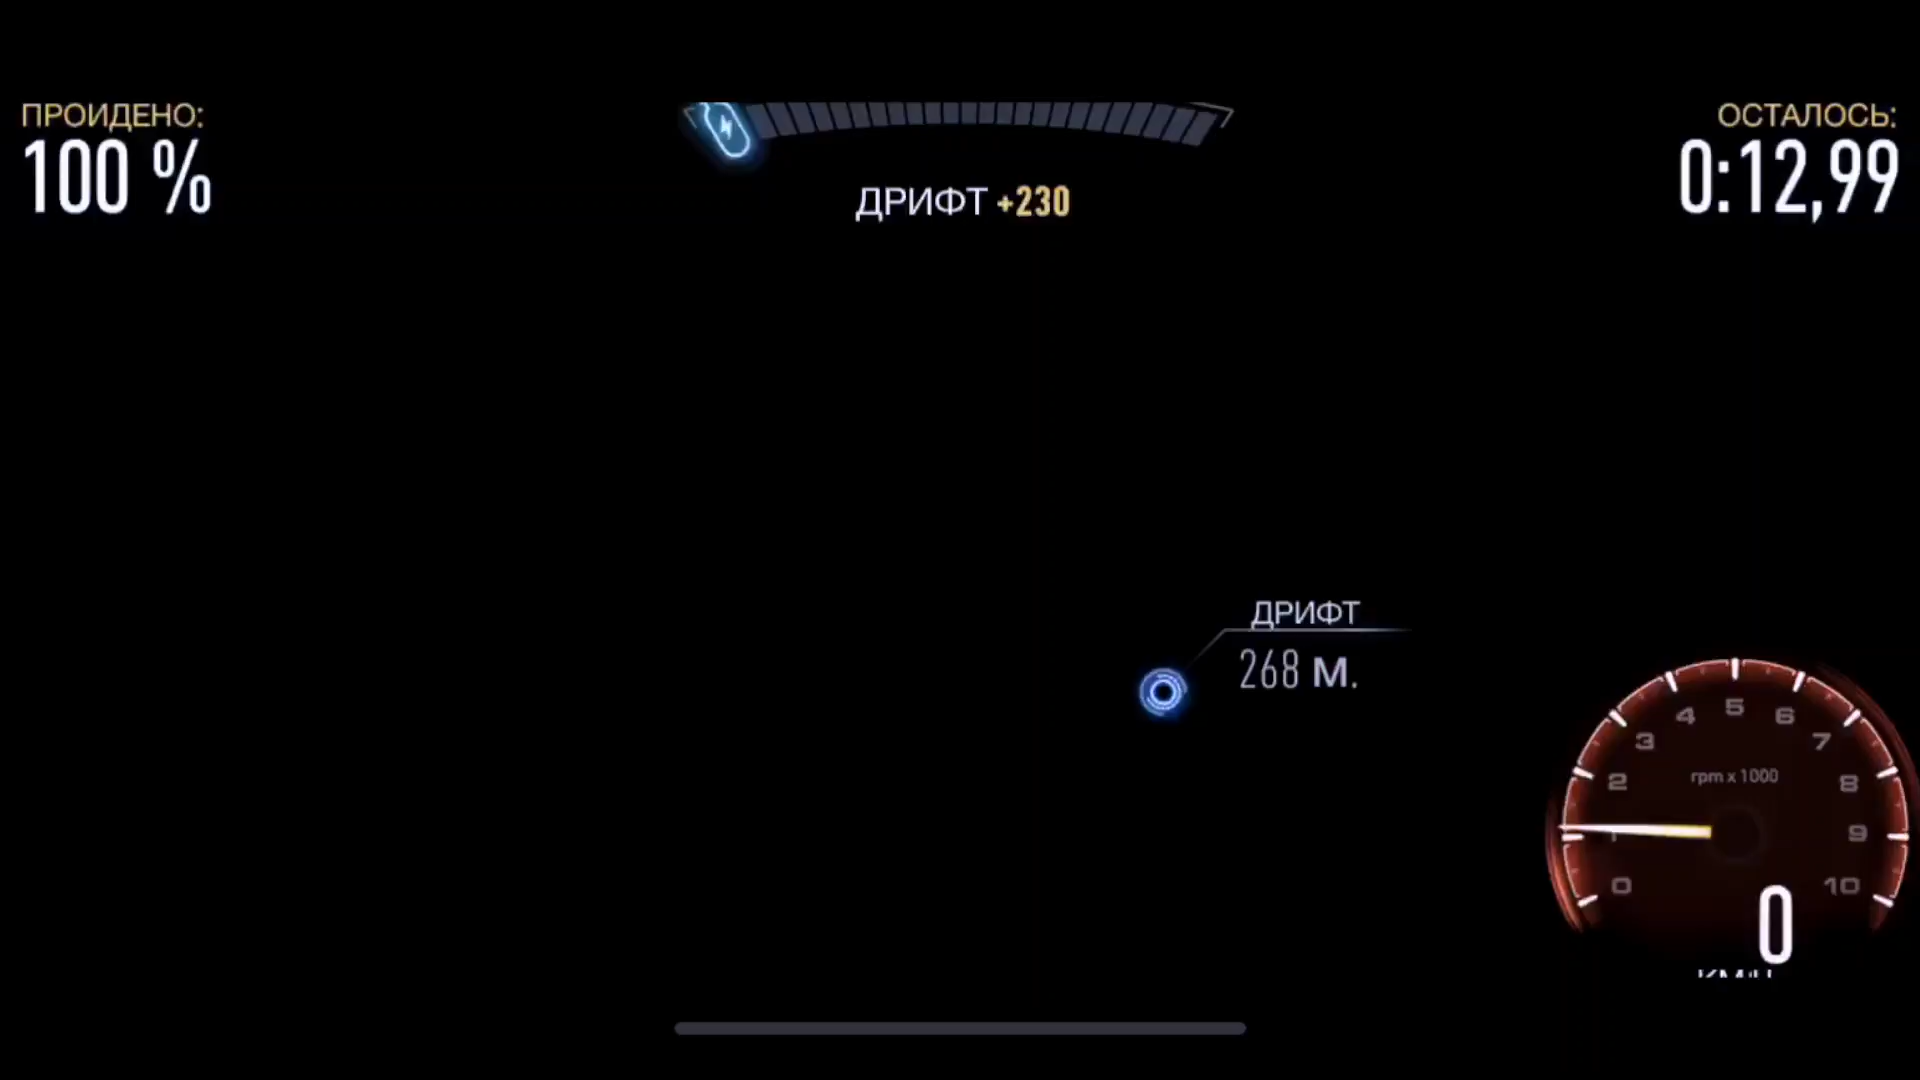 ПРОЙДЕНО:
100 %
ДРИФТ +230
ОСТАЛОСЬ:
0:12,99
ДРИФТ
268 м.
0 1 2 3 4 5 6 7 8 9 10
rpm x 1000
0